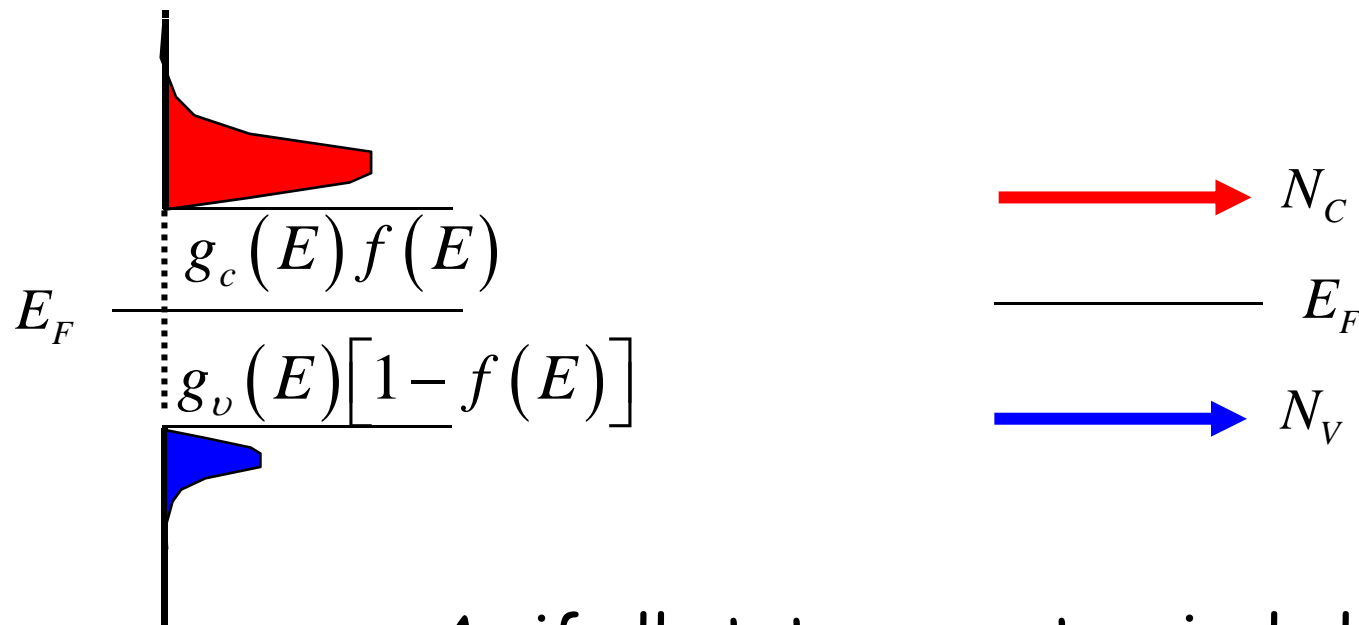 g_c(E)f(E)
E_F
g_υ(E)[1− f(E)]
N_C
E_F
N_V